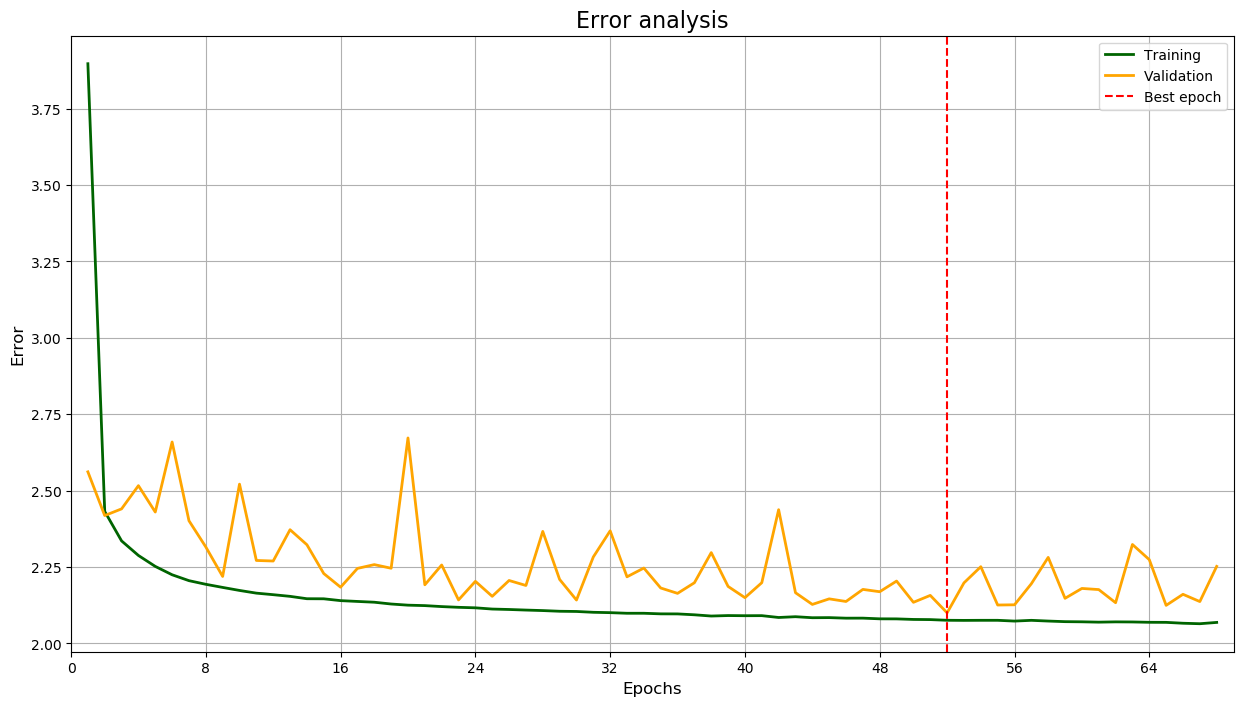 Error analysis
Training
Validation
Best epoch
3.75
3.50
3.25
3.00
2.75
2.50
2.25
2.00
Error
0 8 16 24 32 40 48 56 64
Epochs